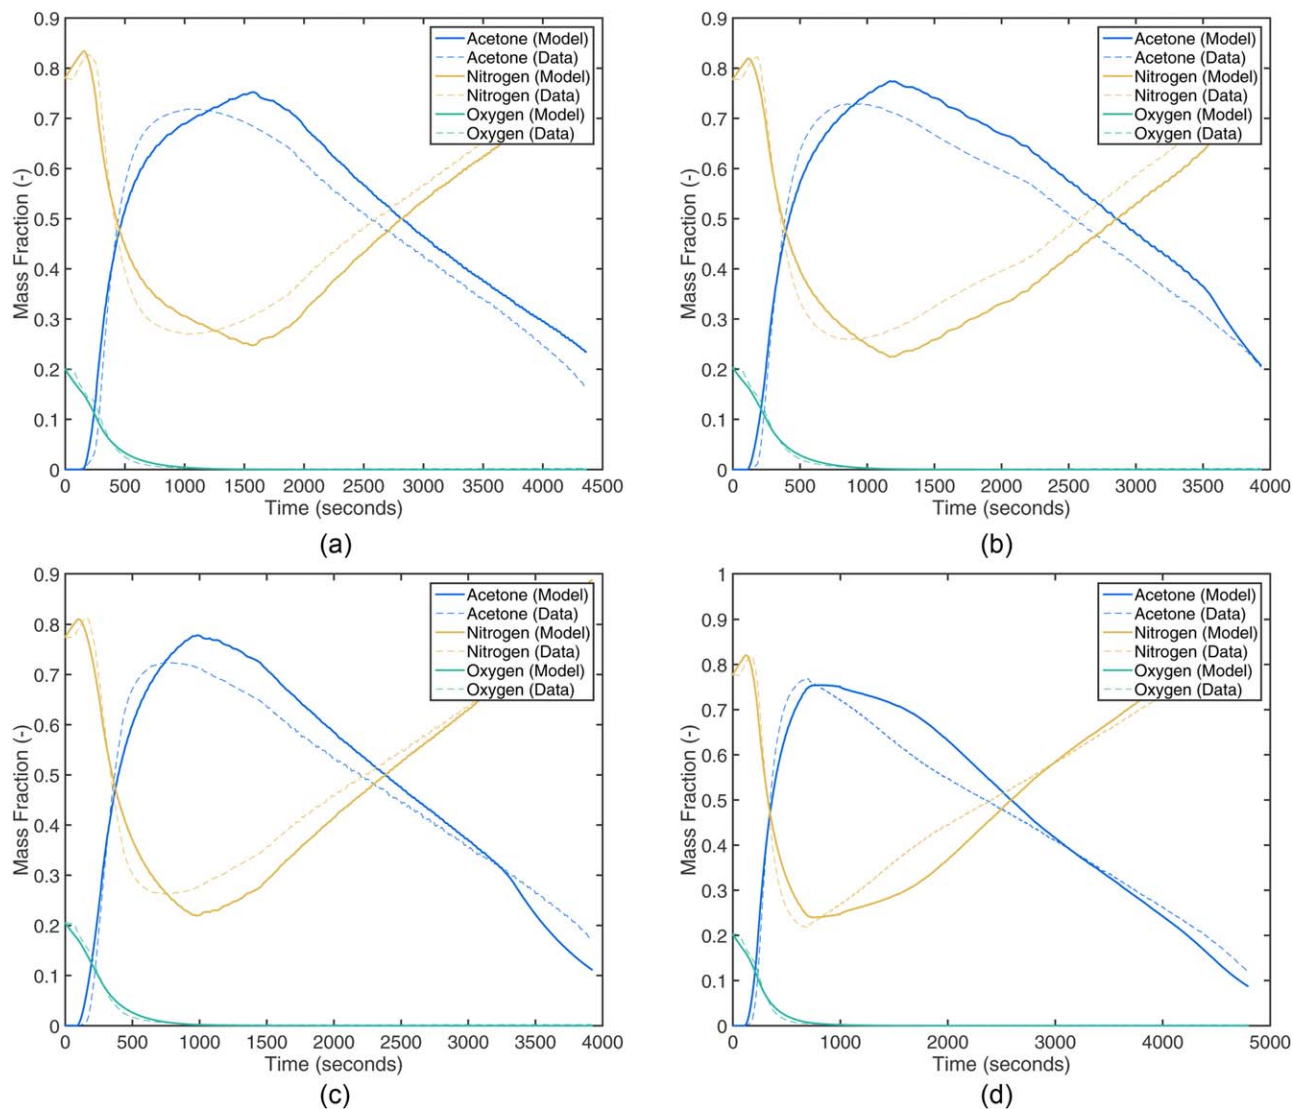 0.9
0.8
0.7
0.6
0.5
0.4
0.3
0.2
0.1
0
Mass Fraction (-)
Acetone (Model)
Acetone (Data)
Nitrogen (Model)
Nitrogen (Data)
Oxygen (Model)
Oxygen (Data)
0 500 1000 1500 2000 2500 3000 3500 4000 4500
Time (seconds)
(a)
0.9
0.8
0.7
0.6
0.5
0.4
0.3
0.2
0.1
0
Mass Fraction (-)
Acetone (Model)
Acetone (Data)
Nitrogen (Model)
Nitrogen (Data)
Oxygen (Model)
Oxygen (Data)
0 500 1000 1500 2000 2500 3000 3500 4000
Time (seconds)
(b)
0.9
0.8
0.7
0.6
0.5
0.4
0.3
0.2
0.1
0
Mass Fraction (-)
Acetone (Model)
Acetone (Data)
Nitrogen (Model)
Nitrogen (Data)
Oxygen (Model)
Oxygen (Data)
0 500 1000 1500 2000 2500 3000 3500 4000
Time (seconds)
(c)
1
0.9
0.8
0.7
0.6
0.5
0.4
0.3
0.2
0.1
0
Mass Fraction (-)
Acetone (Model)
Acetone (Data)
Nitrogen (Model)
Nitrogen (Data)
Oxygen (Model)
Oxygen (Data)
0 1000 2000 3000 4000 5000
Time (seconds)
(d)